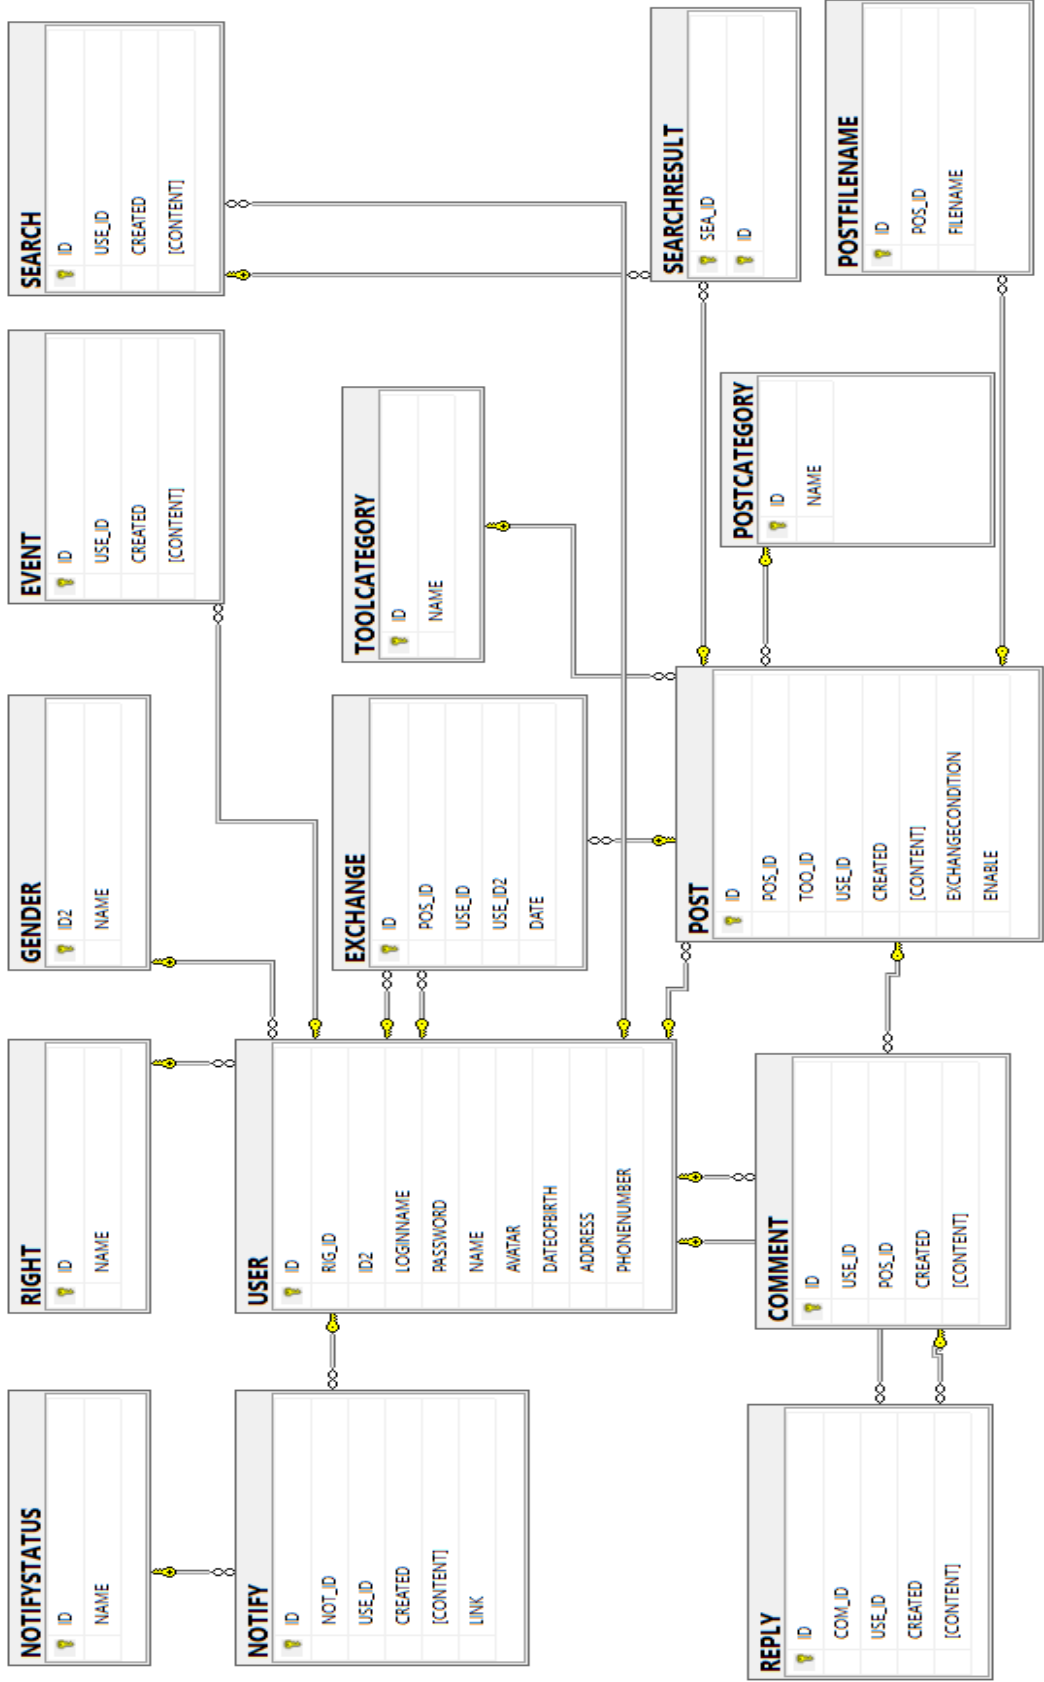 NOTIFYSTATUS
ID
NAME
RIGHT
ID
NAME
GENDER
ID2
NAME
EVENT
ID
USE_ID
CREATED
[CONTENT]
SEARCH
ID
USE_ID
CREATED
[CONTENT]
NOTIFY
ID
NOT_ID
USE_ID
CREATED
[CONTENT]
LINK
USER
ID
RIG_ID
ID2
LOGINNAME
PASSWORD
NAME
AVATAR
DATEOFBIRTH
ADDRESS
PHONENUMBER
EXCHANGE
ID
POS_ID
USE_ID
USE_ID2
DATE
TOOLCATEGORY
ID
NAME
REPLY
ID
COM_ID
USE_ID
CREATED
[CONTENT]
COMMENT
ID
USE_ID
POS_ID
CREATED
[CONTENT]
POST
ID
POS_ID
TOO_ID
USE_ID
CREATED
[CONTENT]
EXCHANGECONDITION
ENABLE
POSTCATEGORY
ID
NAME
SEARCHRESULT
SEA_ID
ID
POSTFILENAME
ID
POS_ID
FILENAME